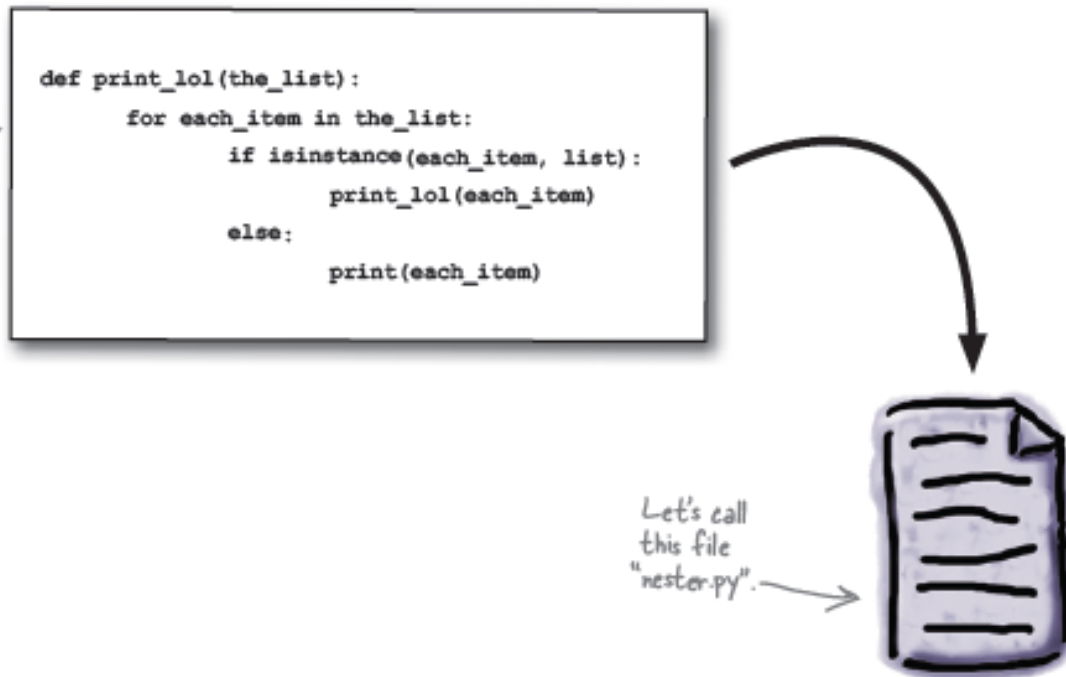 def print_lol(the_list):
for each_item in the_list:
if isinstance(each_item, list):
print_lol(each_item)
else:
print(each_item)
Let's call
this file
"nester.py".